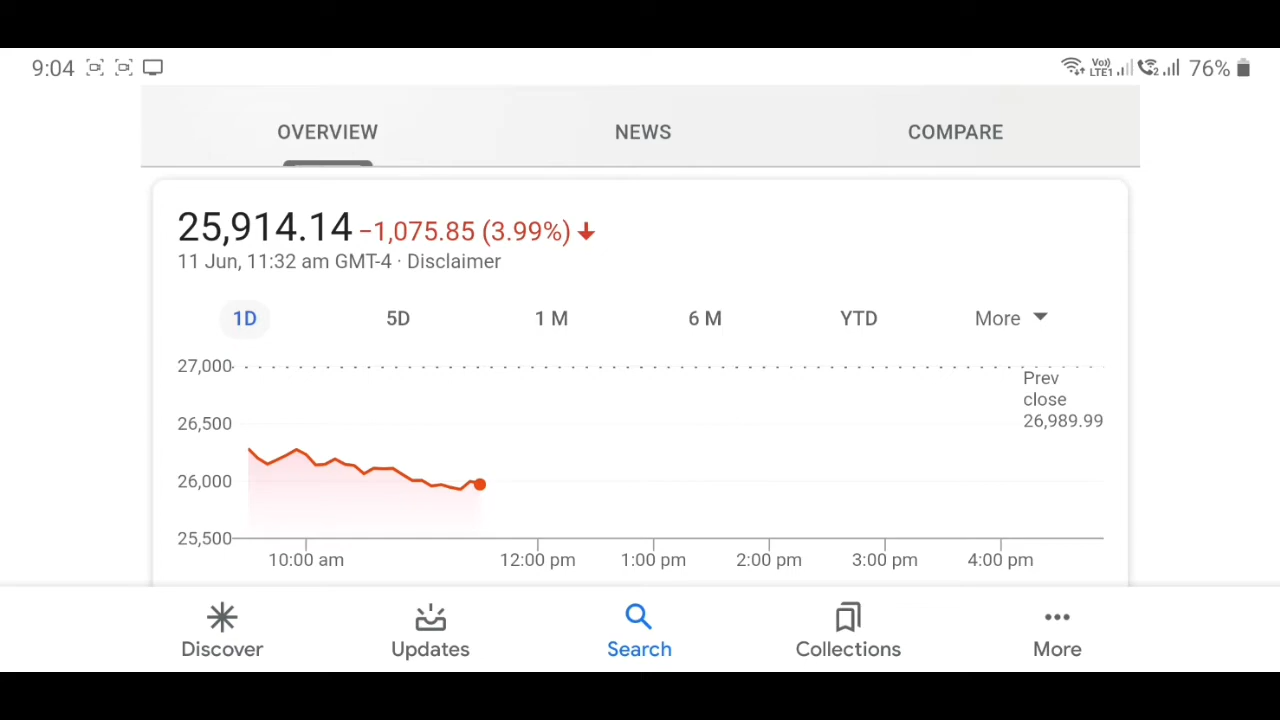 9:04 Vo)) LTE1 2 76%
OVERVIEW NEWS COMPARE
25,914.14 −1,075.85 (3.99%)
11 Jun, 11:32 am GMT-4 · Disclaimer
1D 5D 1 M 6 M YTD More
27,000
Prev
close
26,989.99
26,500
26,000
25,500
10:00 am 12:00 pm 1:00 pm 2:00 pm 3:00 pm 4:00 pm
Discover Updates Search Collections More